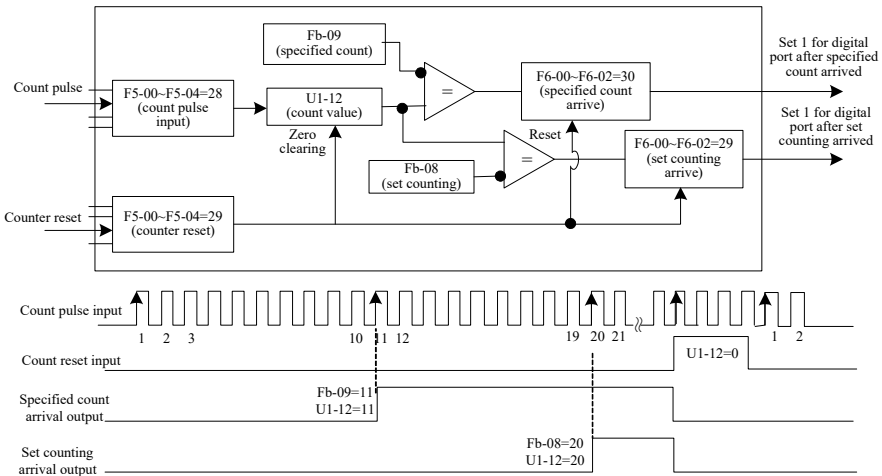 Fb-09
(specified count)
Set 1 for digital
port after specified
count arrived
Count pulse
F5-00~F5-04=28
(count pulse
input)
U1-12
(count value)
=
F6-00~F6-02=30
(specified count
arrive)
Set 1 for digital
port after set
counting arrived
Zero
clearing
Reset
Fb-08
(set counting)
=
F6-00~F6-02=29
(set counting
arrive)
Counter reset
F5-00~F5-04=29
(counter reset)
Count pulse input
1 2 3 10 11 12 19 20 21 1 2
Count reset input
U1-12=0
Specified count
arrival output
Fb-09=11
U1-12=11
Set counting
arrival output
Fb-08=20
U1-12=20